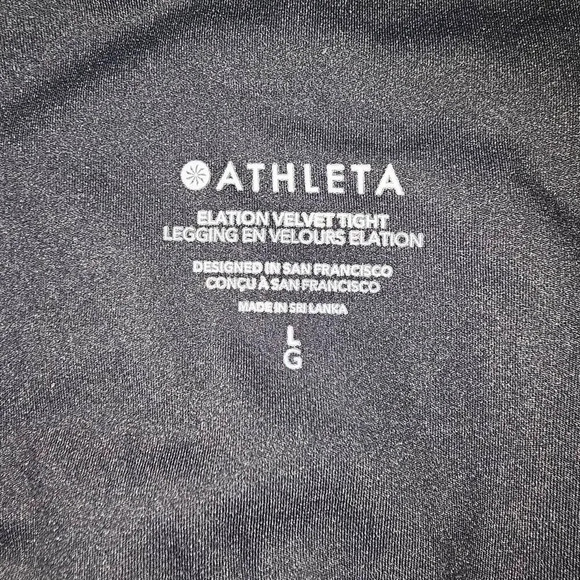 ATHLETA
ELATION VELVET TIGHT
LEGGING EN VELOURS ELATION
DESIGNED IN SAN FRANCISCO
CONÇU À SAN FRANCISCO
MADE IN SRI LANKA
L
G